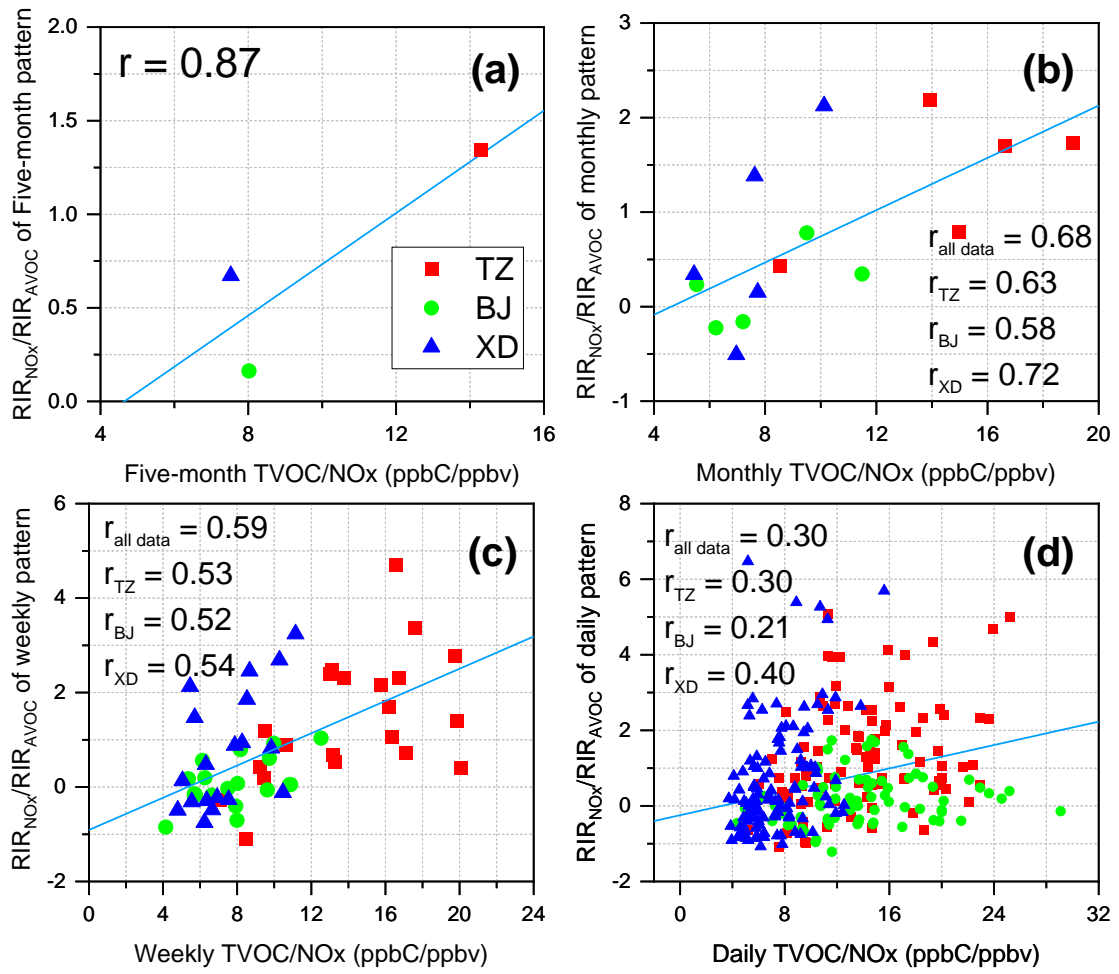 RIR_NOx/RIR_AVOC of Five-month pattern
2.0
1.5
1.0
0.5
0.0
r = 0.87
(a)
TZ
BJ
XD
4 8 12 16
Five-month TVOC/NOx (ppbC/ppbv)
RIR_NOx/RIR_AVOC of monthly pattern
3
2
1
0
-1
(b)
r_all data = 0.68
r_TZ = 0.63
r_BJ = 0.58
r_XD = 0.72
4 8 12 16 20
Monthly TVOC/NOx (ppbC/ppbv)
RIR_NOx/RIR_AVOC of weekly pattern
6
4
2
0
-2
r_all data = 0.59
r_TZ = 0.53
r_BJ = 0.52
r_XD = 0.54
(c)
0 4 8 12 16 20 24
Weekly TVOC/NOx (ppbC/ppbv)
RIR_NOx/RIR_AVOC of daily pattern
8
6
4
2
0
-2
r_all data = 0.30
r_TZ = 0.30
r_BJ = 0.21
r_XD = 0.40
(d)
0 8 16 24 32
Daily TVOC/NOx (ppbC/ppbv)